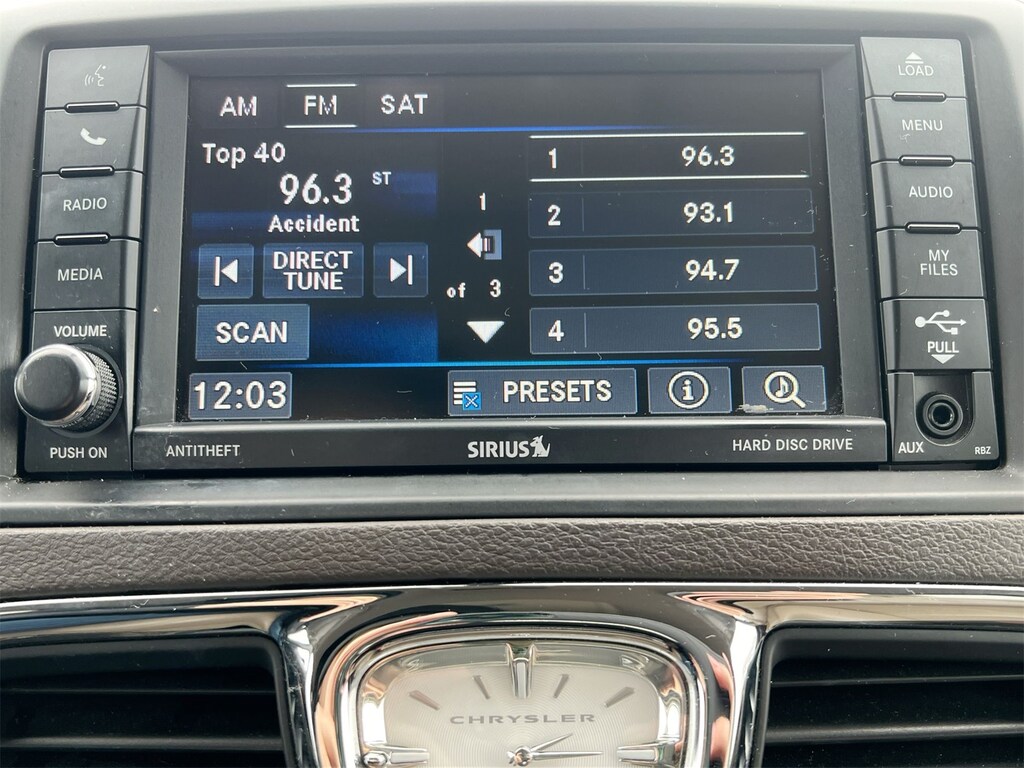 AM FM SAT
Top 40
96.3 ST
Accident
DIRECT
TUNE
SCAN
12:03
1
of 3
1 96.3
2 93.1
3 94.7
4 95.5
PRESETS
i
RADIO
MEDIA
VOLUME
PUSH ON
LOAD
MENU
AUDIO
MY
FILES
PULL
AUX
RBZ
ANTITHEFT
SIRIUS
HARD DISC DRIVE
CHRYSLER